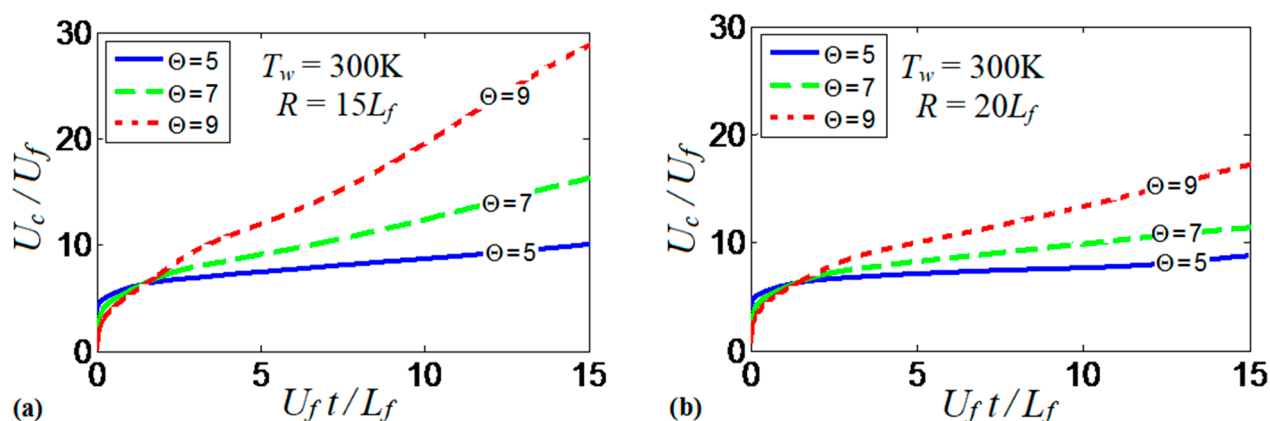 30
20
10
0
U_c / U_f
Θ=5
Θ=7
Θ=9
T_w = 300K
R = 15L_f
Θ=9
Θ=7
Θ=5
0 5 10 15
(a) U_f t / L_f
30
20
10
0
U_c / U_f
Θ=5
Θ=7
Θ=9
T_w = 300K
R = 20L_f
Θ=9
Θ=7
Θ=5
0 5 10 15
(b) U_f t / L_f